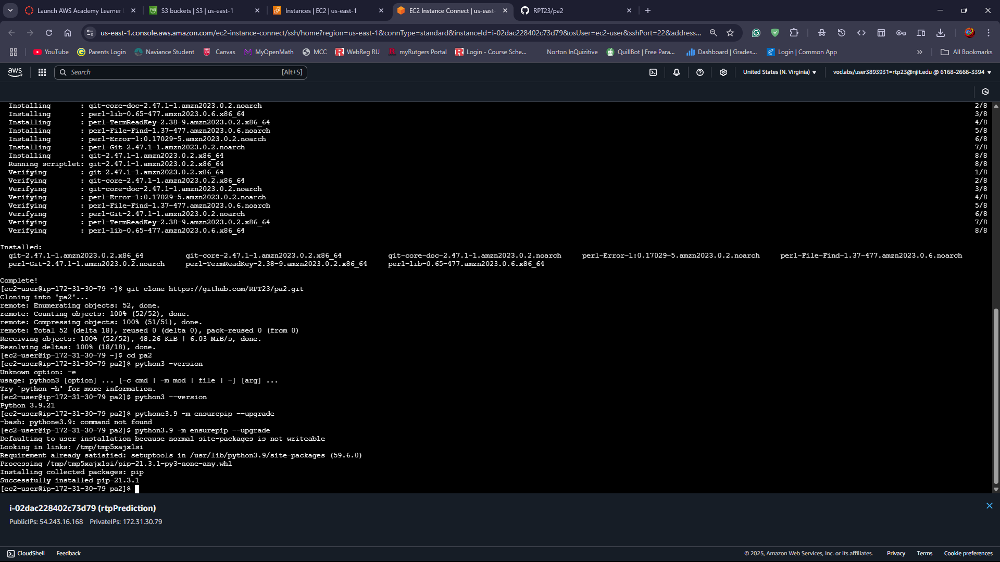 Launch AWS Academy Learner
S3 buckets | S3 | us-east-1
Instances | EC2 | us-east-1
EC2 Instance Connect | us-east-
RPT23/pa2
us-east-1.console.aws.amazon.com/ec2-instance-connect/ssh/home?region=us-east-1&connType=standard&instanceId=i-02dac228402c73d79&osUser=ec2-user&sshPort=22&address...
YouTube
Parents Login
Naviance Student
Canvas
MyOpenMath
MCC
WebReg RU
myRutgers Portal
Login - Course Sche...
Norton InQuizitive
QuillBot | Free Para...
Dashboard | Grades...
Login | Common App
All Bookmarks
aws
Search
[Alt+S]
United States (N. Virginia)
voclabs/user3893931=rtp23@njit.edu @ 6168-2666-3394
Installing : git-core-doc-2.47.1-1.amzn2023.0.2.noarch 2/8
Installing : perl-lib-0.65-477.amzn2023.0.6.x86_64 3/8
Installing : perl-TermReadKey-2.38-9.amzn2023.0.2.x86_64 4/8
Installing : perl-File-Find-1.37-477.amzn2023.0.6.noarch 5/8
Installing : perl-Error-1:0.17029-5.amzn2023.0.2.noarch 6/8
Installing : perl-Git-2.47.1-1.amzn2023.0.2.noarch 7/8
Installing : git-2.47.1-1.amzn2023.0.2.x86_64 8/8
Running scriptlet: git-2.47.1-1.amzn2023.0.2.x86_64 8/8
Verifying : git-2.47.1-1.amzn2023.0.2.x86_64 1/8
Verifying : git-core-2.47.1-1.amzn2023.0.2.x86_64 2/8
Verifying : git-core-doc-2.47.1-1.amzn2023.0.2.noarch 3/8
Verifying : perl-Error-1:0.17029-5.amzn2023.0.2.noarch 4/8
Verifying : perl-File-Find-1.37-477.amzn2023.0.6.noarch 5/8
Verifying : perl-Git-2.47.1-1.amzn2023.0.2.noarch 6/8
Verifying : perl-TermReadKey-2.38-9.amzn2023.0.2.x86_64 7/8
Verifying : perl-lib-0.65-477.amzn2023.0.6.x86_64 8/8
Installed:
git-2.47.1-1.amzn2023.0.2.x86_64 git-core-2.47.1-1.amzn2023.0.2.x86_64 git-core-doc-2.47.1-1.amzn2023.0.2.noarch perl-Error-1:0.17029-5.amzn2023.0.2.noarch perl-File-Find-1.37-477.amzn2023.0.6.noarch
perl-Git-2.47.1-1.amzn2023.0.2.noarch perl-TermReadKey-2.38-9.amzn2023.0.2.x86_64 perl-lib-0.65-477.amzn2023.0.6.x86_64
Complete!
[ec2-user@ip-172-31-30-79 ~]$ git clone https://github.com/RPT23/pa2.git
Cloning into 'pa2'...
remote: Enumerating objects: 52, done.
remote: Counting objects: 100% (52/52), done.
remote: Compressing objects: 100% (51/51), done.
remote: Total 52 (delta 18), reused 0 (delta 0), pack-reused 0 (from 0)
Receiving objects: 100% (52/52), 48.26 KiB | 6.03 MiB/s, done.
Resolving deltas: 100% (18/18), done.
[ec2-user@ip-172-31-30-79 ~]$ cd pa2
[ec2-user@ip-172-31-30-79 pa2]$ python3 -version
Unknown option: -e
usage: python3 [option] ... [-c cmd | -m mod | file | -] [arg] ...
Try `python -h' for more information.
[ec2-user@ip-172-31-30-79 pa2]$ python3 --version
Python 3.9.21
[ec2-user@ip-172-31-30-79 pa2]$ pythone3.9 -m ensurepip --upgrade
-bash: pythone3.9: command not found
[ec2-user@ip-172-31-30-79 pa2]$ python3.9 -m ensurepip --upgrade
Defaulting to user installation because normal site-packages is not writeable
Looking in links: /tmp/tmp5xajx1si
Requirement already satisfied: setuptools in /usr/lib/python3.9/site-packages (59.6.0)
Processing /tmp/tmp5xajx1si/pip-21.3.1-py3-none-any.whl
Installing collected packages: pip
Successfully installed pip-21.3.1
[ec2-user@ip-172-31-30-79 pa2]$
i-02dac228402c73d79 (rtpPrediction)
PublicIPs: 54.243.16.168 PrivateIPs: 172.31.30.79
CloudShell
Feedback
© 2025, Amazon Web Services, Inc. or its affiliates.
Privacy
Terms
Cookie preferences